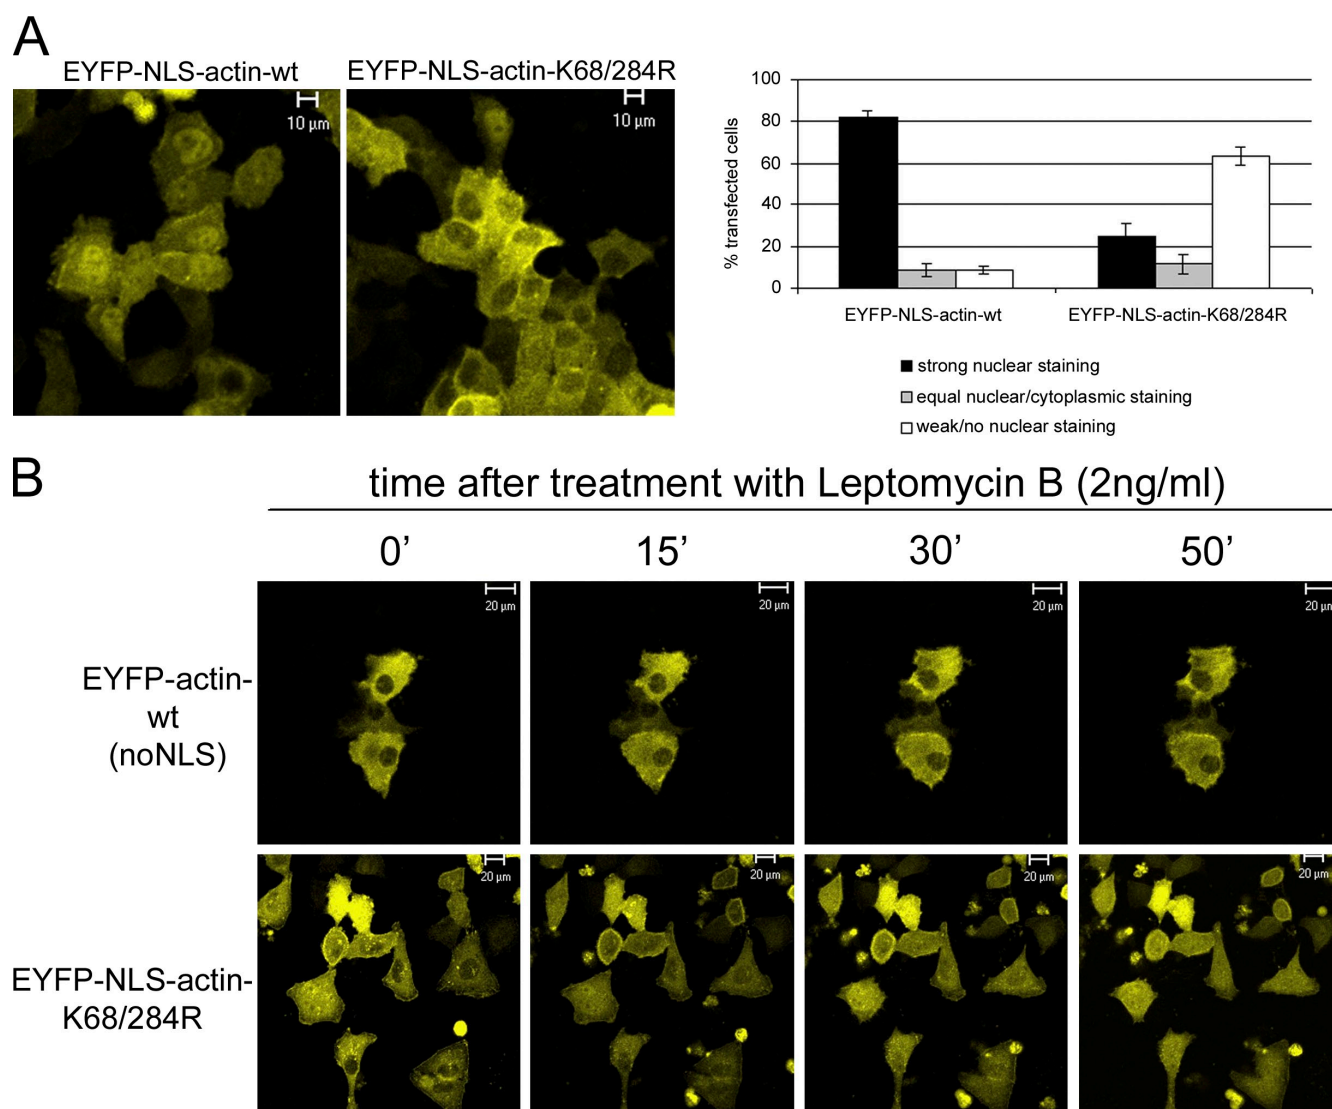 A
EYFP-NLS-actin-wt
EYFP-NLS-actin-K68/284R
10 µm
10 µm
% transfected cells
100
80
60
40
20
0
EYFP-NLS-actin-wt
EYFP-NLS-actin-K68/284R
strong nuclear staining
equal nuclear/cytoplasmic staining
weak/no nuclear staining
B
time after treatment with Leptomycin B (2ng/ml)
0’
15’
30’
50’
EYFP-actin-
wt
(noNLS)
20 µm
20 µm
20 µm
20 µm
EYFP-NLS-actin-
K68/284R
20 µm
20 µm
20 µm
20 µm